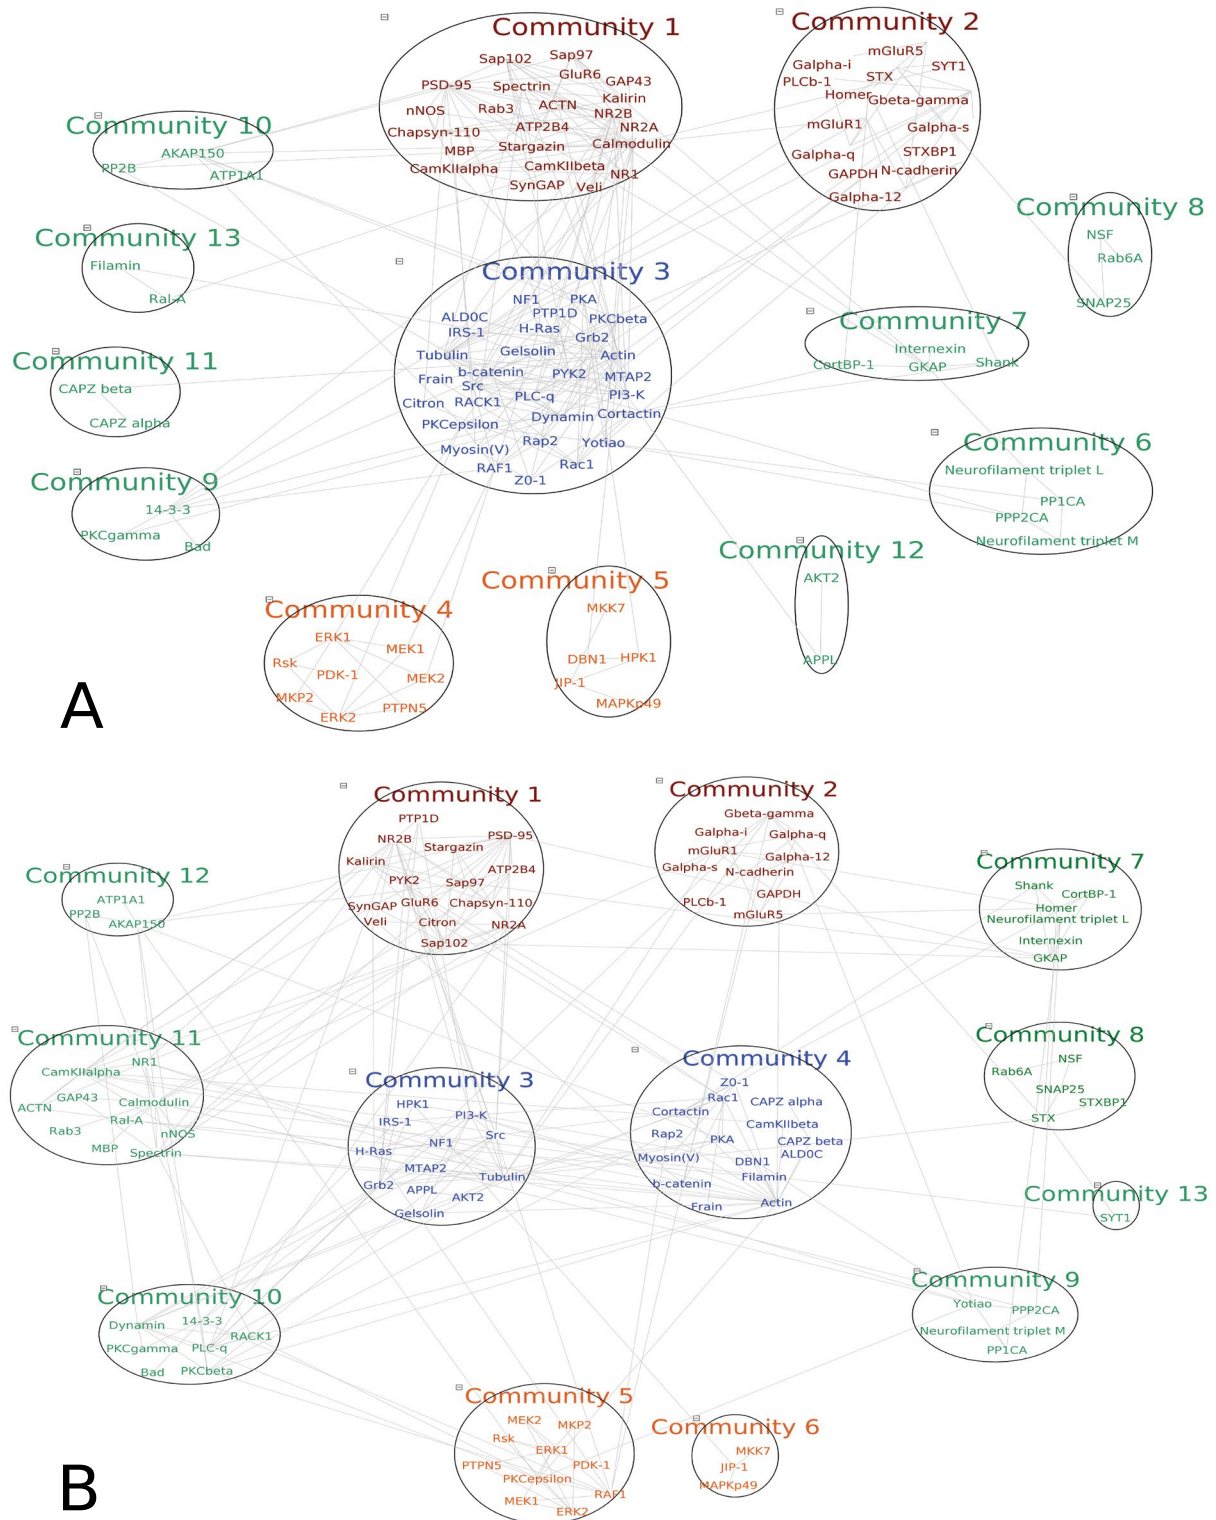 Community 1
Sap102
Sap97
GluR6
PSD-95
Spectrin
GAP43
Kalirin
nNOS
Rab3
ACTN
NR2B
Chapsyn-110
ATP2B4
NR2A
MBP
Stargazin
Calmodulin
CamKIIalpha
CamKIIbeta
NR1
SynGAP
Veli
Community 2
mGluR5
Galpha-i
STX
SYT1
PLCb-1
Homer
Gbeta-gamma
mGluR1
Galpha-s
Galpha-q
STXBP1
GAPDH
N-cadherin
Galpha-12
Community 10
AKAP150
PP2B
ATP1A1
Community 13
Filamin
Ral-A
Community 11
CAPZ beta
CAPZ alpha
Community 9
14-3-3
PKCgamma
Bad
Community 3
NF1
PKA
ALD0C
PTP1D
PKCbeta
IRS-1
H-Ras
Grb2
Tubulin
Gelsolin
Actin
Frain
b-catenin
PYK2
MTAP2
Src
Citron
RACK1
PLC-q
PI3-K
PKCepsilon
Dynamin
Cortactin
Myosin(V)
Rap2
Yotiao
RAF1
Rac1
Z0-1
Community 8
NSF
Rab6A
SNAP25
Community 7
Internexin
CortBP-1
GKAP
Shank
Community 6
Neurofilament triplet L
PP1CA
PPP2CA
Neurofilament triplet M
Community 12
AKT2
APPL
Community 5
MKK7
DBN1
HPK1
JIP-1
MAPKp49
Community 4
ERK1
MEK1
Rsk
PDK-1
MEK2
MKP2
PTPN5
ERK2
A
Community 1
PTP1D
NR2B
PSD-95
Stargazin
Kalirin
ATP2B4
PYK2
Sap97
SynGAP
GluR6
Chapsyn-110
Veli
Citron
NR2A
Sap102
Community 2
Gbeta-gamma
Galpha-i
Galpha-q
mGluR1
Galpha-12
Galpha-s
N-cadherin
PLCb-1
GAPDH
mGluR5
Community 7
Shank
CortBP-1
Homer
Neurofilament triplet L
Internexin
GKAP
Community 12
ATP1A1
PP2B
AKAP150
Community 11
NR1
CamKIIalpha
GAP43
Calmodulin
ACTN
Ral-A
Rab3
nNOS
MBP
Spectrin
Community 3
HPK1
PI3-K
IRS-1
Src
NF1
H-Ras
MTAP2
Tubulin
Grb2
APPL
AKT2
Gelsolin
Community 4
Z0-1
Rac1
CAPZ alpha
Cortactin
CamKIIbeta
Rap2
PKA
CAPZ beta
ALD0C
Myosin(V)
DBN1
Filamin
b-catenin
Frain
Actin
Community 8
NSF
Rab6A
SNAP25
STXBP1
STX
Community 13
SYT1
Community 9
Yotiao
PPP2CA
Neurofilament triplet M
PP1CA
Community 10
Dynamin
14-3-3
RACK1
PKCgamma
PLC-q
Bad
PKCbeta
Community 5
MEK2
MKP2
Rsk
ERK1
PTPN5
PDK-1
PKCepsilon
MEK1
RAF1
ERK2
Community 6
MKK7
JIP-1
MAPKp49
B